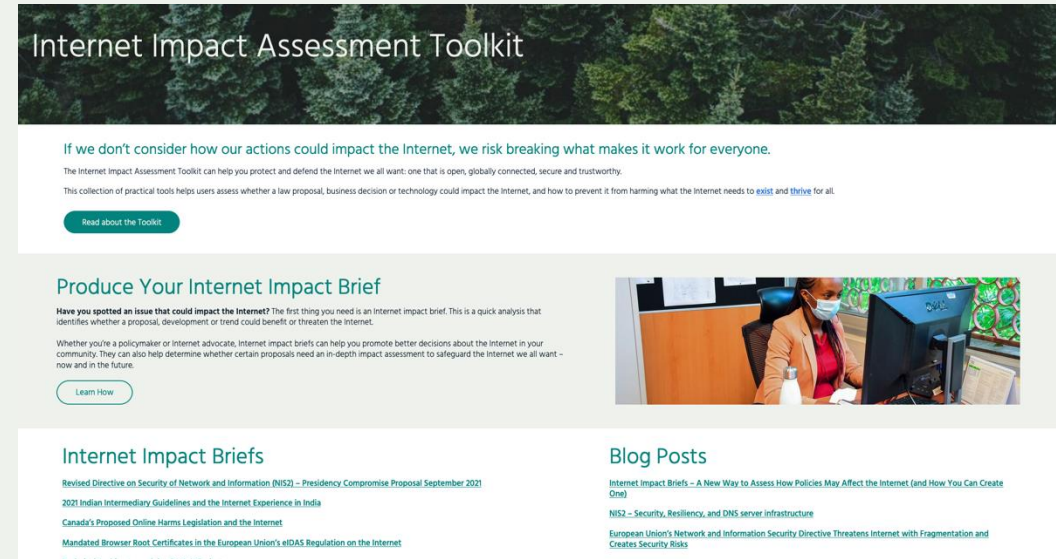 Internet Impact Assessment Toolkit
If we don't consider how our actions could impact the Internet, we risk breaking what makes it work for everyone.
The Internet Impact Assessment Toolkit can help you protect and defend the Internet we all want: one that is open, globally connected, secure and trustworthy.
This collection of practical tools helps users assess whether a law proposal, business decision or technology could impact the Internet, and how to prevent it from harming what the Internet needs to exist and thrive for all.
Read about the Toolkit
Produce Your Internet Impact Brief
Have you spotted an issue that could impact the Internet? The first thing you need is an Internet impact brief. This is a quick analysis that
identifies whether a proposal, development or trend could benefit or threaten the Internet.
Whether you're a policymaker or Internet advocate, Internet impact briefs can help you promote better decisions about the Internet in your
community. They can also help determine whether certain proposals need an in-depth impact assessment to safeguard the Internet we all want –
now and in the future.
Learn How
DELL
Internet Impact Briefs
Revised Directive on Security of Network and Information (NIS2) – Presidency Compromise Proposal September 2021
2021 Indian Intermediary Guidelines and the Internet Experience in India
Canada's Proposed Online Harms Legislation and the Internet
Mandated Browser Root Certificates in the European Union's eIDAS Regulation on the Internet
Blog Posts
Internet Impact Briefs – A New Way to Assess How Policies May Affect the Internet (and How You Can Create
One)
NIS2 – Security, Resiliency, and DNS server infrastructure
European Union's Network and Information Security Directive Threatens Internet with Fragmentation and
Creates Security Risks